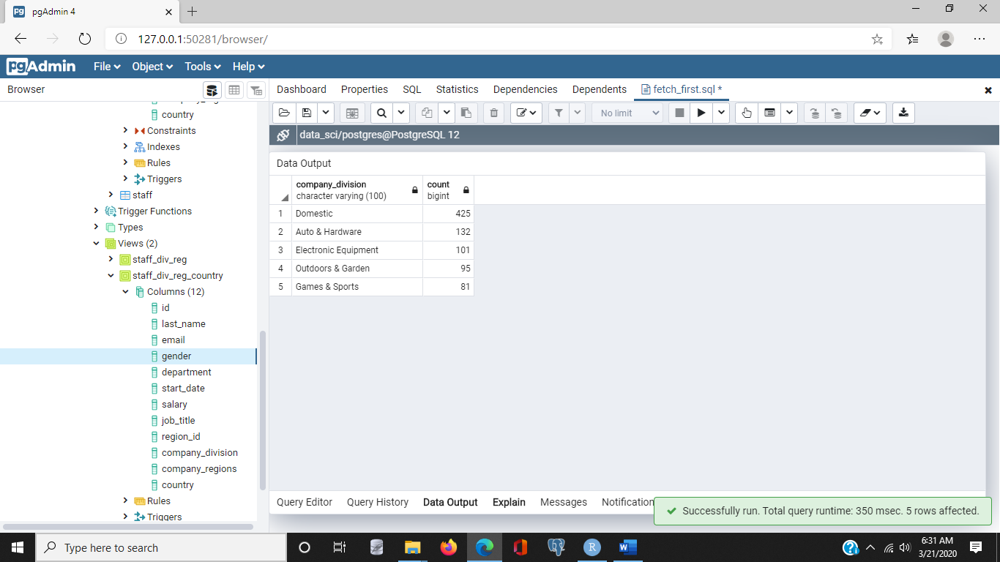 pgAdmin 4
127.0.0.1:50281/browser/
pgAdmin File Object Tools Help
Browser
Dashboard Properties SQL Statistics Dependencies Dependents fetch_first.sql *
No limit
data_sci/postgres@PostgreSQL 12
country
Constraints
Indexes
Rules
Triggers
staff
Trigger Functions
Types
Views (2)
staff_div_reg
staff_div_reg_country
Columns (12)
id
last_name
email
gender
department
start_date
salary
job_title
region_id
company_division
company_regions
country
Rules
Triggers
Data Output
company_division count
character varying (100) bigint
1 Domestic 425
2 Auto & Hardware 132
3 Electronic Equipment 101
4 Outdoors & Garden 95
5 Games & Sports 81
Query Editor Query History Data Output Explain Messages Notification
Successfully run. Total query runtime: 350 msec. 5 rows affected.
Type here to search
R
W
6:31 AM
3/21/2020